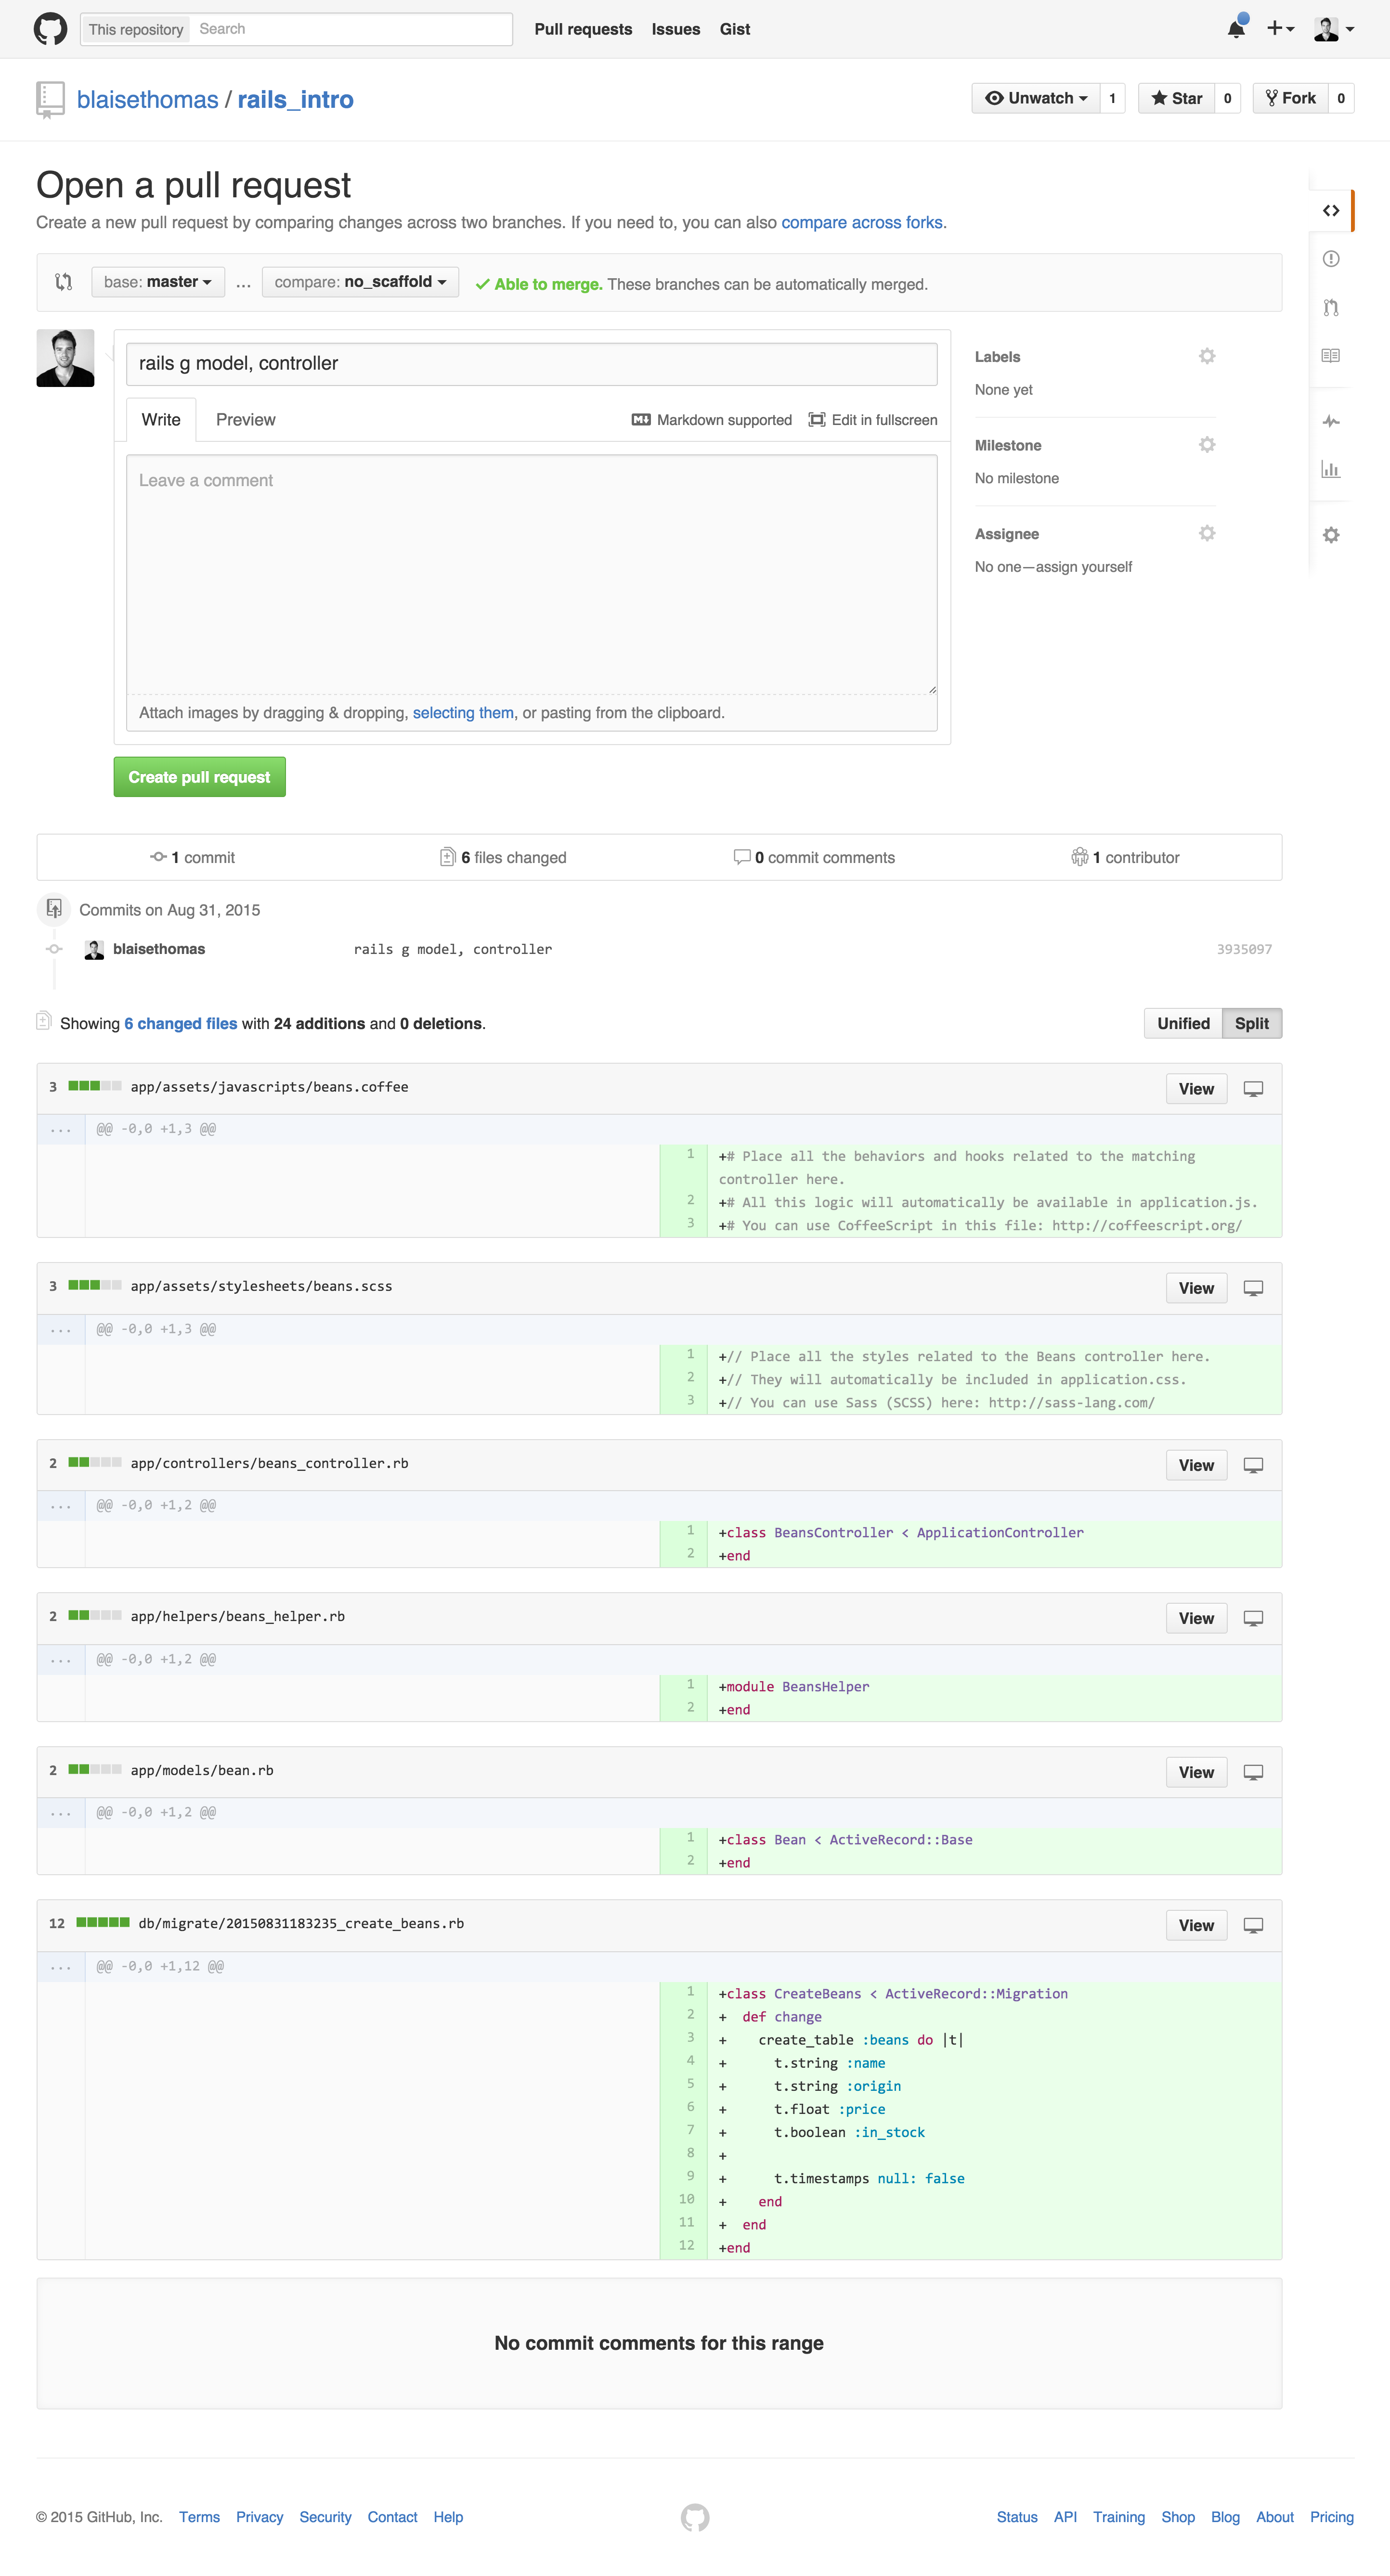 This repository Search Pull requests Issues Gist
blaisethomas / rails_intro Unwatch 1 Star 0 Fork 0
Open a pull request
Create a new pull request by comparing changes across two branches. If you need to, you can also compare across forks.
base: master ... compare: no_scaffold Able to merge. These branches can be automatically merged.
rails g model, controller
Write Preview Markdown supported Edit in fullscreen
Leave a comment
Attach images by dragging & dropping, selecting them, or pasting from the clipboard.
Create pull request
Labels
None yet
Milestone
No milestone
Assignee
No one—assign yourself
1 commit 6 files changed 0 commit comments 1 contributor
Commits on Aug 31, 2015
blaisethomas rails g model, controller 3935097
Showing 6 changed files with 24 additions and 0 deletions. Unified Split
3 app/assets/javascripts/beans.coffee View
... @@ -0,0 +1,3 @@
1 +# Place all the behaviors and hooks related to the matching
controller here.
2 +# All this logic will automatically be available in application.js.
3 +# You can use CoffeeScript in this file: http://coffeescript.org/
3 app/assets/stylesheets/beans.scss View
... @@ -0,0 +1,3 @@
1 +// Place all the styles related to the Beans controller here.
2 +// They will automatically be included in application.css.
3 +// You can use Sass (SCSS) here: http://sass-lang.com/
2 app/controllers/beans_controller.rb View
... @@ -0,0 +1,2 @@
1 +class BeansController < ApplicationController
2 +end
2 app/helpers/beans_helper.rb View
... @@ -0,0 +1,2 @@
1 +module BeansHelper
2 +end
2 app/models/bean.rb View
... @@ -0,0 +1,2 @@
1 +class Bean < ActiveRecord::Base
2 +end
12 db/migrate/20150831183235_create_beans.rb View
... @@ -0,0 +1,12 @@
1 +class CreateBeans < ActiveRecord::Migration
2 +  def change
3 +    create_table :beans do |t|
4 +      t.string :name
5 +      t.string :origin
6 +      t.float :price
7 +      t.boolean :in_stock
8 +
9 +      t.timestamps null: false
10 +    end
11 +  end
12 +end
No commit comments for this range
© 2015 GitHub, Inc. Terms Privacy Security Contact Help Status API Training Shop Blog About Pricing